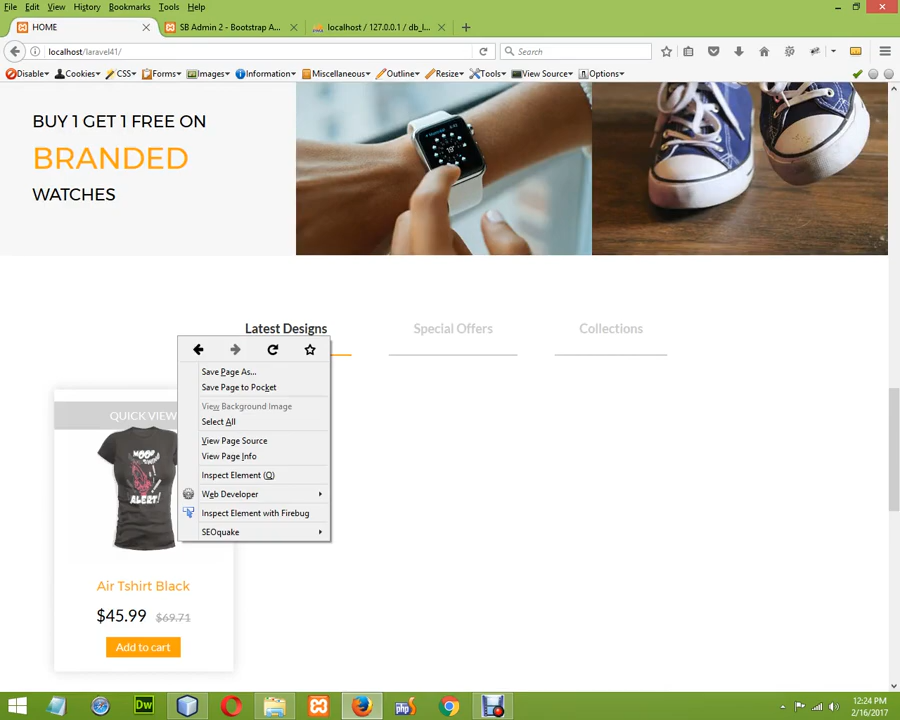 File Edit View History Bookmarks Tools Help
HOME
SB Admin 2 - Bootstrap A...
localhost / 127.0.0.1 / db_l...
localhost/laravel41/
Search
Disable Cookies CSS Forms Images Information Miscellaneous Outline Resize Tools View Source Options
BUY 1 GET 1 FREE ON
BRANDED
WATCHES
Latest Designs
Special Offers
Collections
Save Page As...
Save Page to Pocket
View Background Image
Select All
View Page Source
View Page Info
Inspect Element (Q)
Web Developer
Inspect Element with Firebug
SEOquake
QUICK VIEW
MOOP
ALERT!
Air Tshirt Black
$45.99 $69.71
Add to cart
Dw
php
12:24 PM
2/16/2017